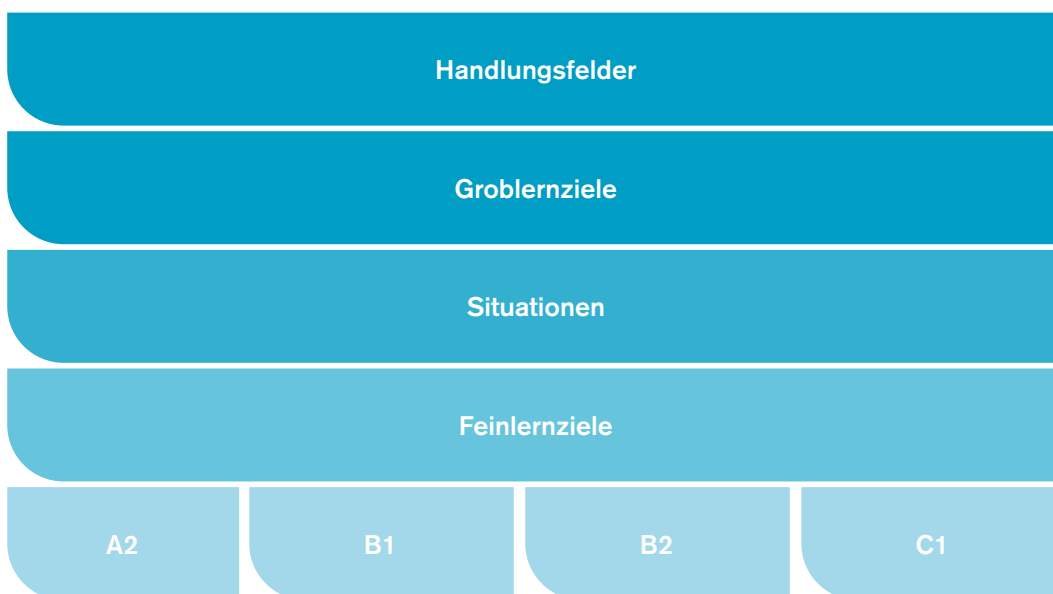 Handlungsfelder
Groblernziele
Situationen
Feinlernziele
A2 B1 B2 C1